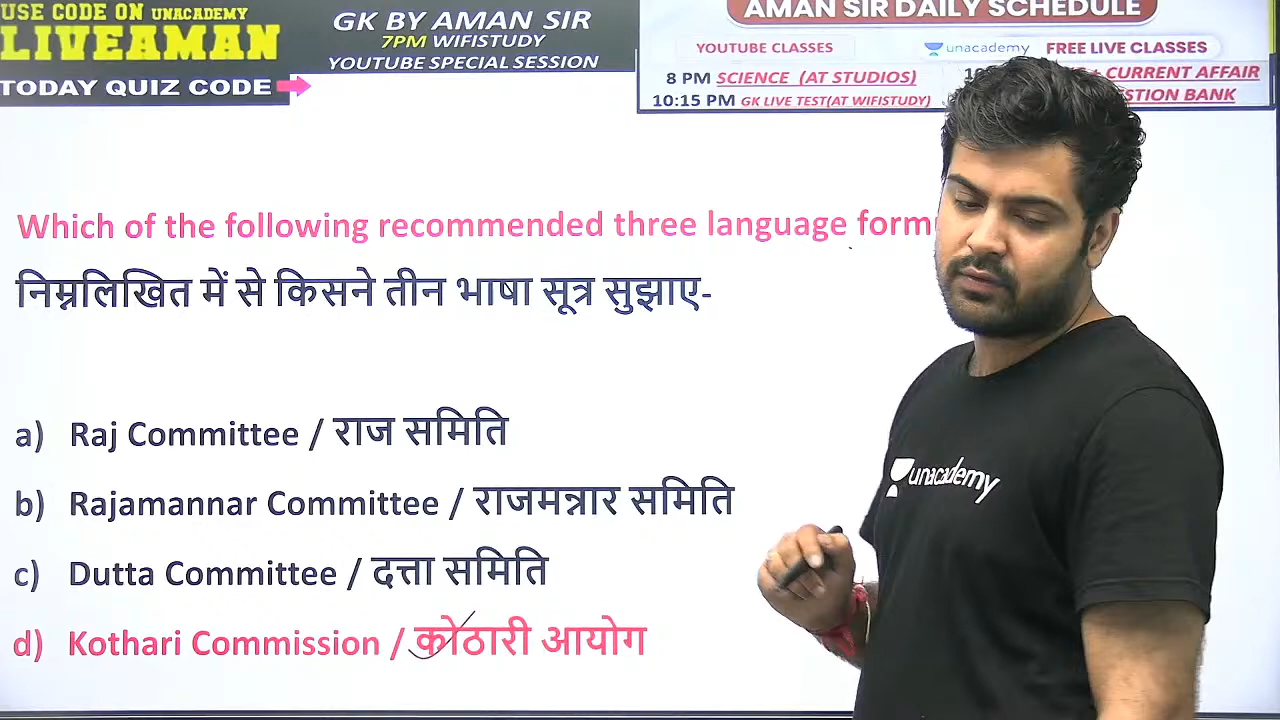 USE CODE ON UNACADEMY
LIVEAMAN
TODAY QUIZ CODE
GK BY AMAN SIR
7PM WIFISTUDY
YOUTUBE SPECIAL SESSION
AMAN SIR DAILY SCHEDULE
YOUTUBE CLASSES
unacademy FREE LIVE CLASSES
8 PM SCIENCE (AT STUDIOS)
CURRENT AFFAIR
10:15 PM GK LIVE TEST(AT WIFISTUDY)
BANK
Which of the following recommended three language
निम्नलिखित में से किसने तीन भाषा सूत्र सुझाए-
a) Raj Committee / राज समिति
b) Rajamannar Committee / राजमन्नार समिति
c) Dutta Committee / दत्ता समिति
d) Kothari Commission / कोठारी आयोग
unacademy